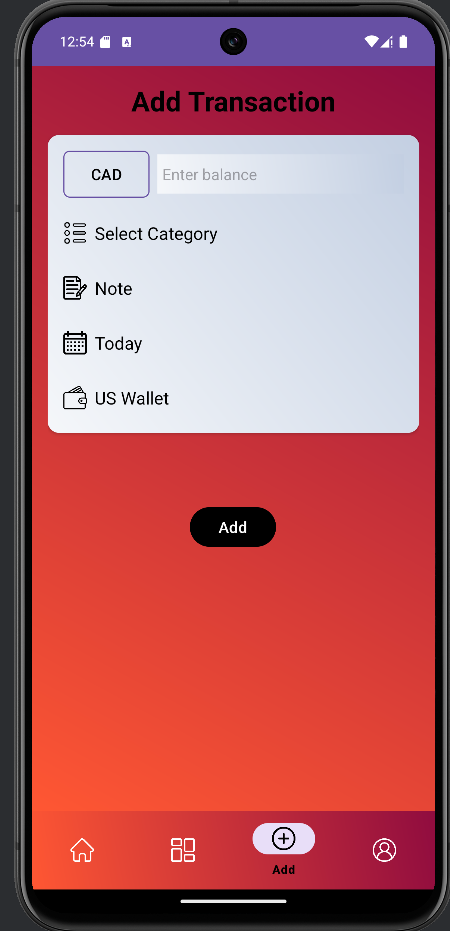 12:54
Add Transaction
CAD
Enter balance
Select Category
Note
Today
US Wallet
Add
Add